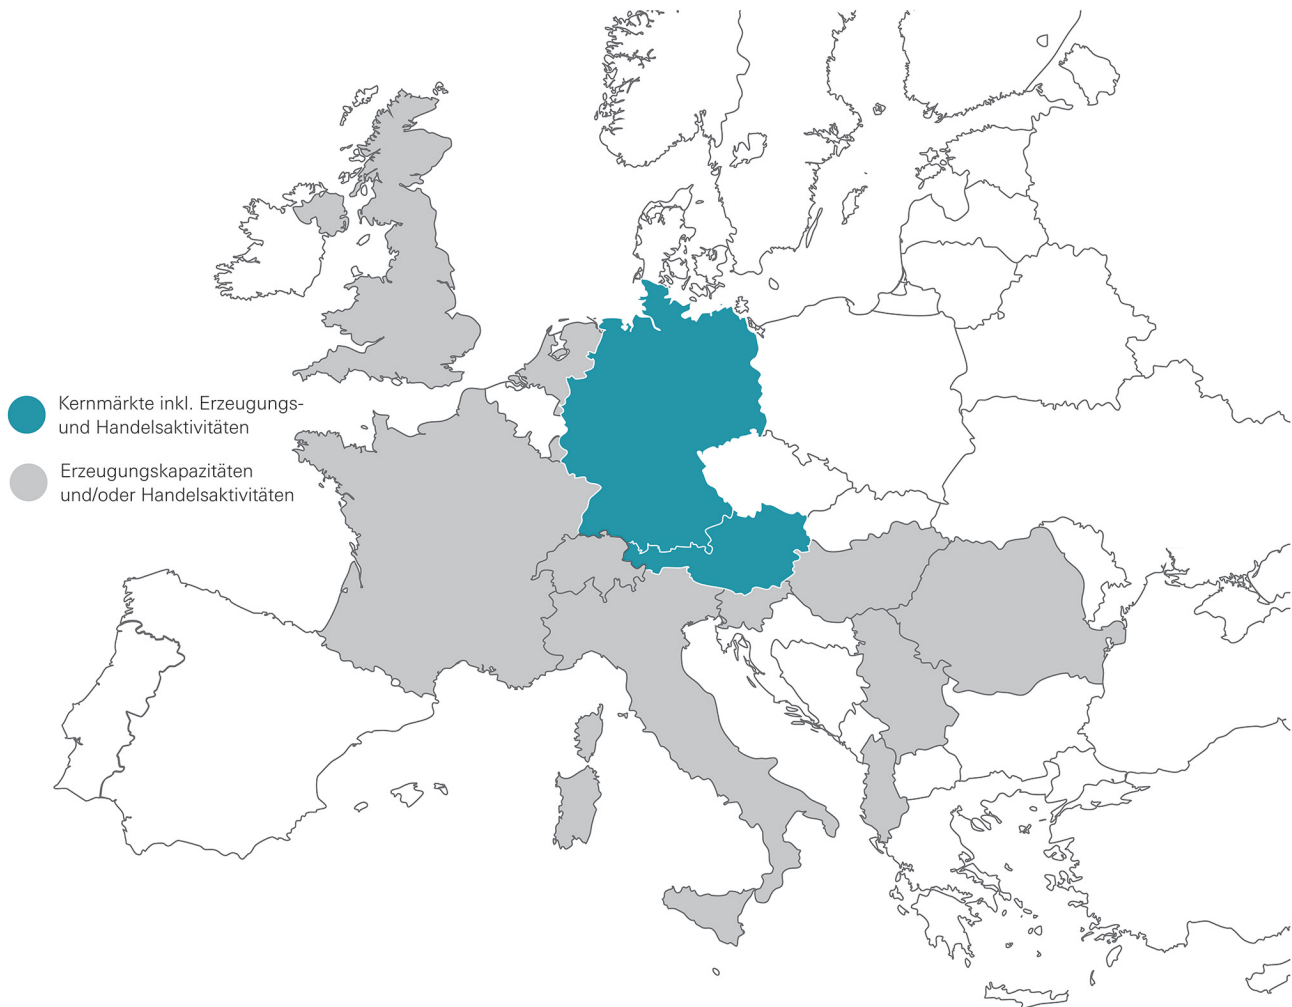 Kernmärkte inkl. Erzeugungs-
und Handelsaktivitäten
Erzeugungskapazitäten
und/oder Handelsaktivitäten